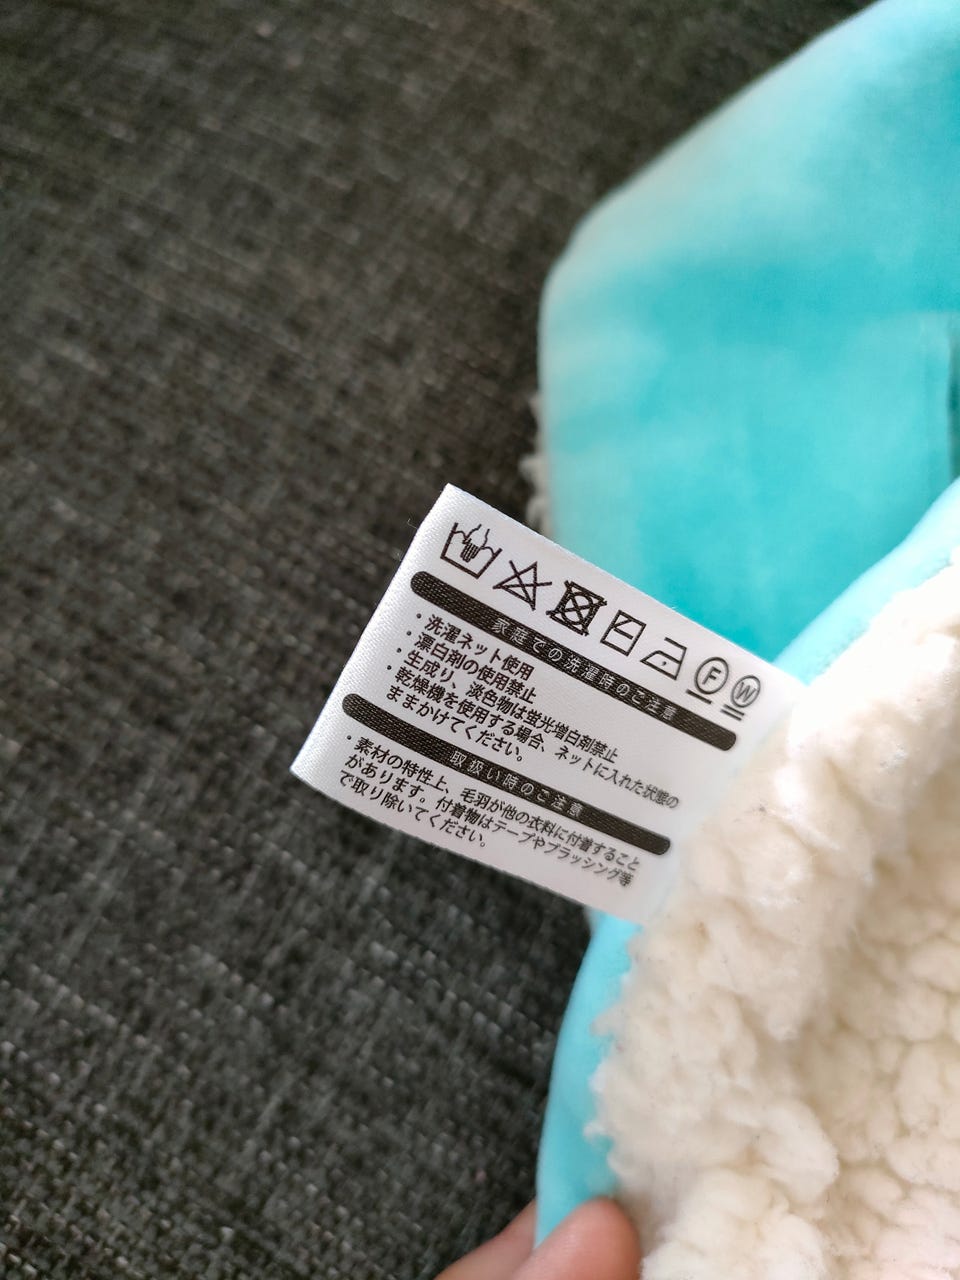 F W
家庭での洗濯時のご注意
・洗濯ネット使用
・漂白剤の使用禁止
・生成り、淡色物は蛍光増白剤禁止
・乾燥機を使用する場合、ネットに入れた状態の
ままかけてください。
取扱い時のご注意
・素材の特性上、毛羽が他の衣料に付着すること
があります。付着物はテープやブラッシング等
で取り除いてください。